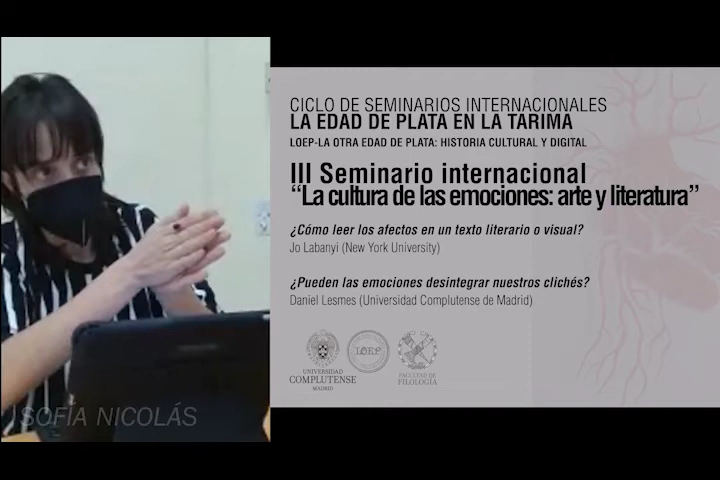 CICLO DE SEMINARIOS INTERNACIONALES
LA EDAD DE PLATA EN LA TARIMA
LOEP-LA OTRA EDAD DE PLATA: HISTORIA CULTURAL Y DIGITAL
III Seminario internacional
“La cultura de las emociones: arte y literatura”
¿Cómo leer los afectos en un texto literario o visual?
Jo Labanyi (New York University)
¿Pueden las emociones desintegrar nuestros clichés?
Daniel Lesmes (Universidad Complutense de Madrid)
LOEP
UNIVERSIDAD
COMPLUTENSE
MADRID
FACULTAD DE
FILOLOGÍA
SOFÍA NICOLÁS